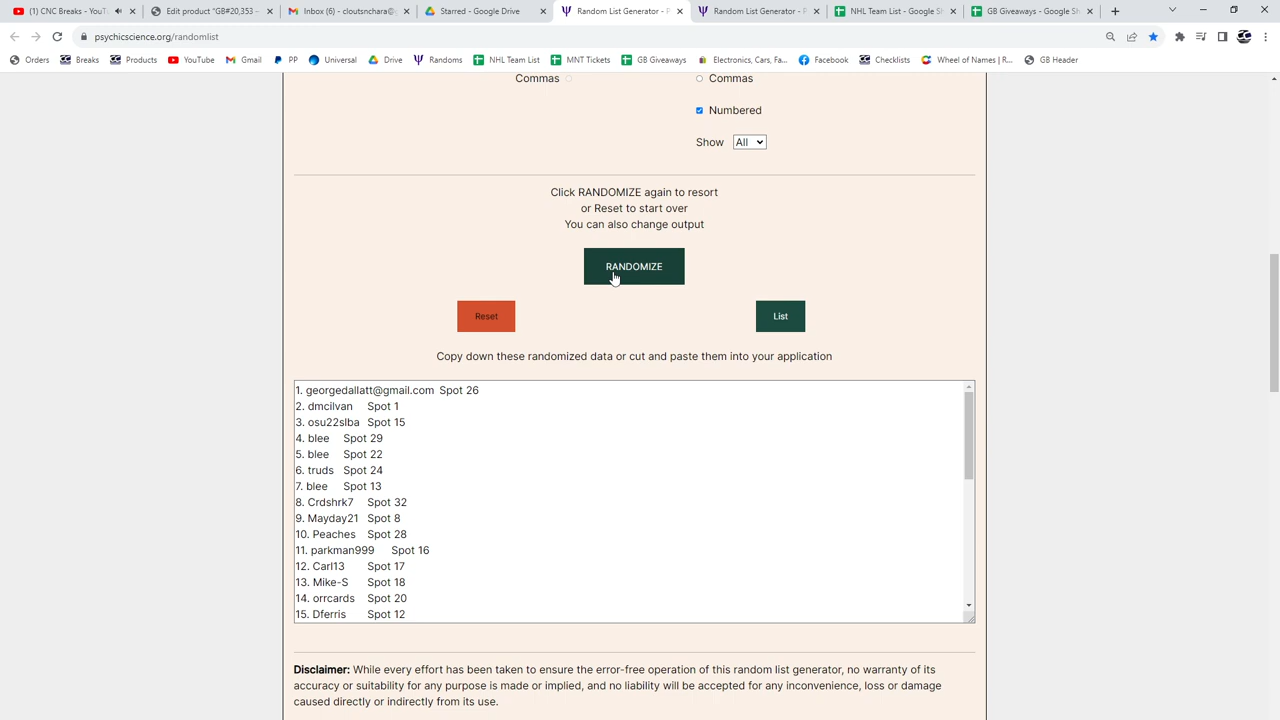 (1) CNC Breaks - YouTu
Edit product "GB#20,353 -
Inbox (6) - cloutsnchara@g
Starred - Google Drive
Random List Generator - P
Random List Generator - P
NHL Team List - Google Sh
GB Giveaways - Google She
psychicscience.org/randomlist
Orders
Breaks
Products
YouTube
Gmail
PP
Universal
Drive
Randoms
NHL Team List
MNT Tickets
GB Giveaways
Electronics, Cars, Fa...
Facebook
Checklists
Wheel of Names | R...
GB Header
Commas
Commas
Numbered
Show All
Click RANDOMIZE again to resort
or Reset to start over
You can also change output
RANDOMIZE
Reset
List
Copy down these randomized data or cut and paste them into your application
1. georgedallatt@gmail.com Spot 26
2. dmcilvan Spot 1
3. osu22slba Spot 15
4. blee Spot 29
5. blee Spot 22
6. truds Spot 24
7. blee Spot 13
8. Crdshrk7 Spot 32
9. Mayday21 Spot 8
10. Peaches Spot 28
11. parkman999 Spot 16
12. Carl13 Spot 17
13. Mike-S Spot 18
14. orrcards Spot 20
15. Dferris Spot 12
Disclaimer: While every effort has been taken to ensure the error-free operation of this random list generator, no warranty of its
accuracy or suitability for any purpose is made or implied, and no liability will be accepted for any inconvenience, loss or damage
caused directly or indirectly from its use.